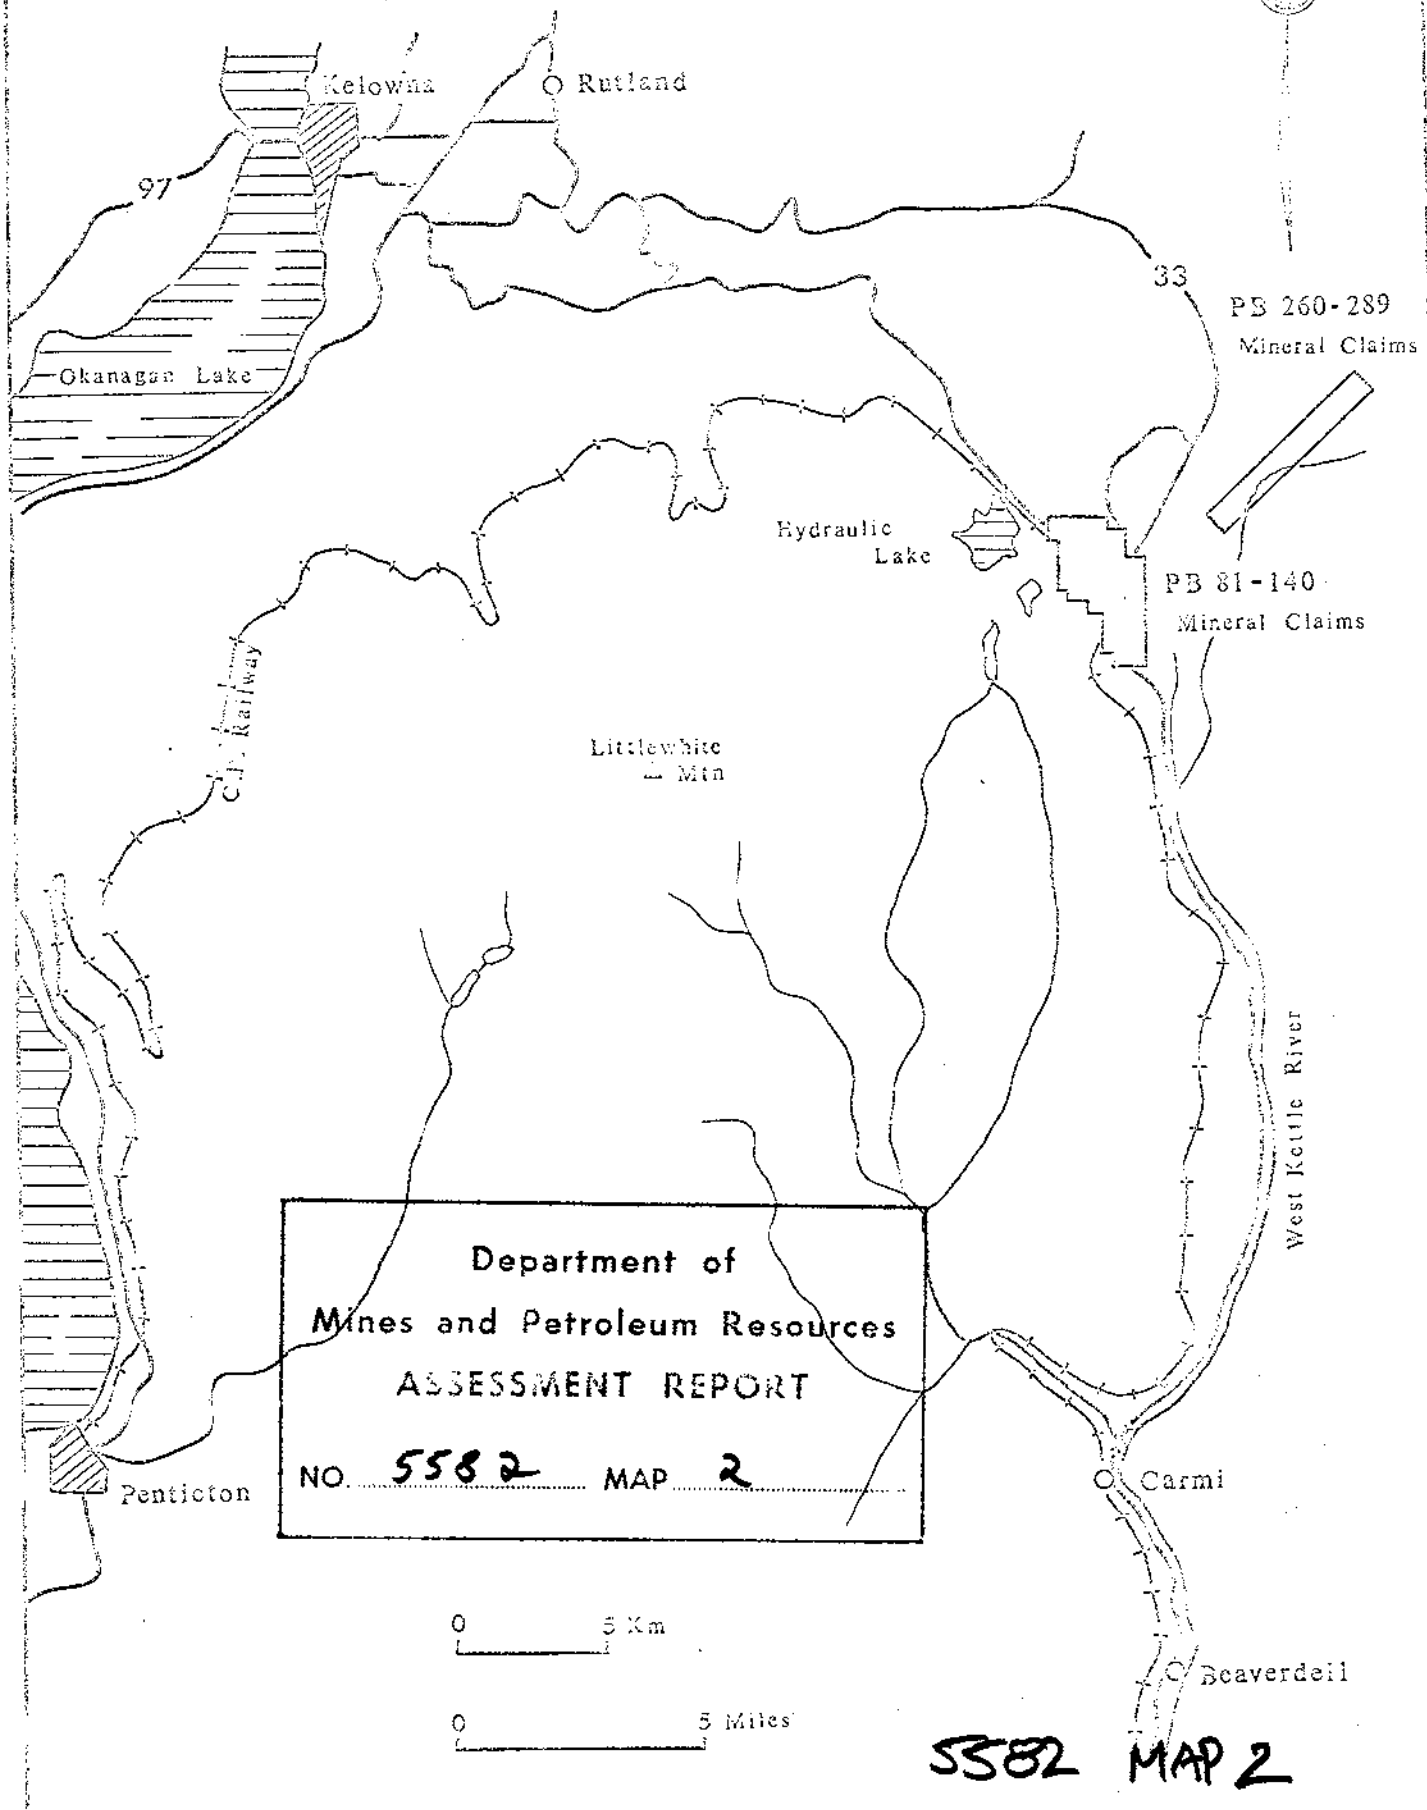 Kelowna
Rutland
97
33
PB 260-289
Mineral Claims
Okanagan Lake
Hydraulic
Lake
PB 81-140
Mineral Claims
C.P. Railway
Littlewhite
Mtn
West Kettle River
Department of
Mines and Petroleum Resources
ASSESSMENT REPORT
NO. 5582 MAP 2
Penticton
Carmi
0 5 Km
Beaverdell
0 5 Miles
5582 MAP 2